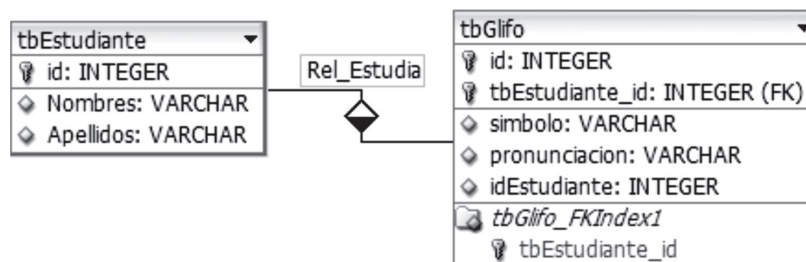 tbEstudiante
id: INTEGER
Nombres: VARCHAR
Apellidos: VARCHAR
Rel_Estudia
tbGlifo
id: INTEGER
tbEstudiante_id: INTEGER (FK)
simbolo: VARCHAR
pronunciacion: VARCHAR
idEstudiante: INTEGER
tbGlifo_FKIndex1
tbEstudiante_id